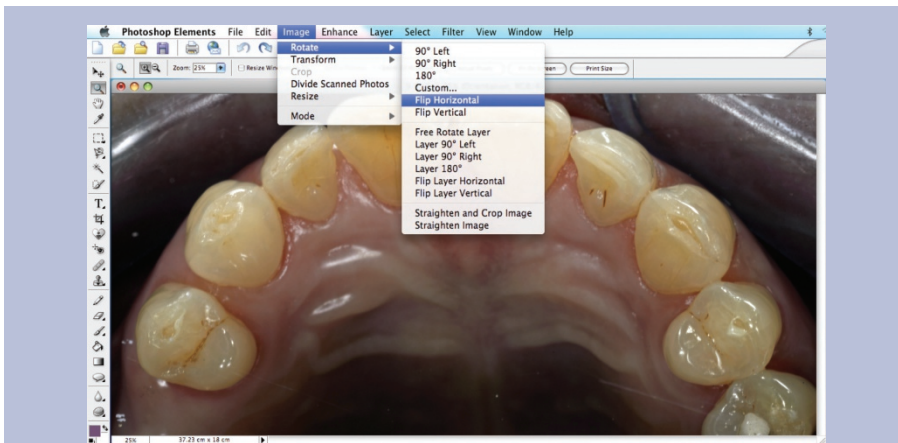 Photoshop Elements File Edit Image Enhance Layer Select Filter View Window Help
Zoom: 25% Resize Print Size
Rotate
Transform
Crop
Divide Scanned Photos
Resize
Mode
90° Left
90° Right
180°
Custom...
Flip Horizontal
Flip Vertical
Free Rotate Layer
Layer 90° Left
Layer 90° Right
Layer 180°
Flip Layer Horizontal
Flip Layer Vertical
Straighten and Crop Image
Straighten Image
T
25% 37.23 cm x 18 cm